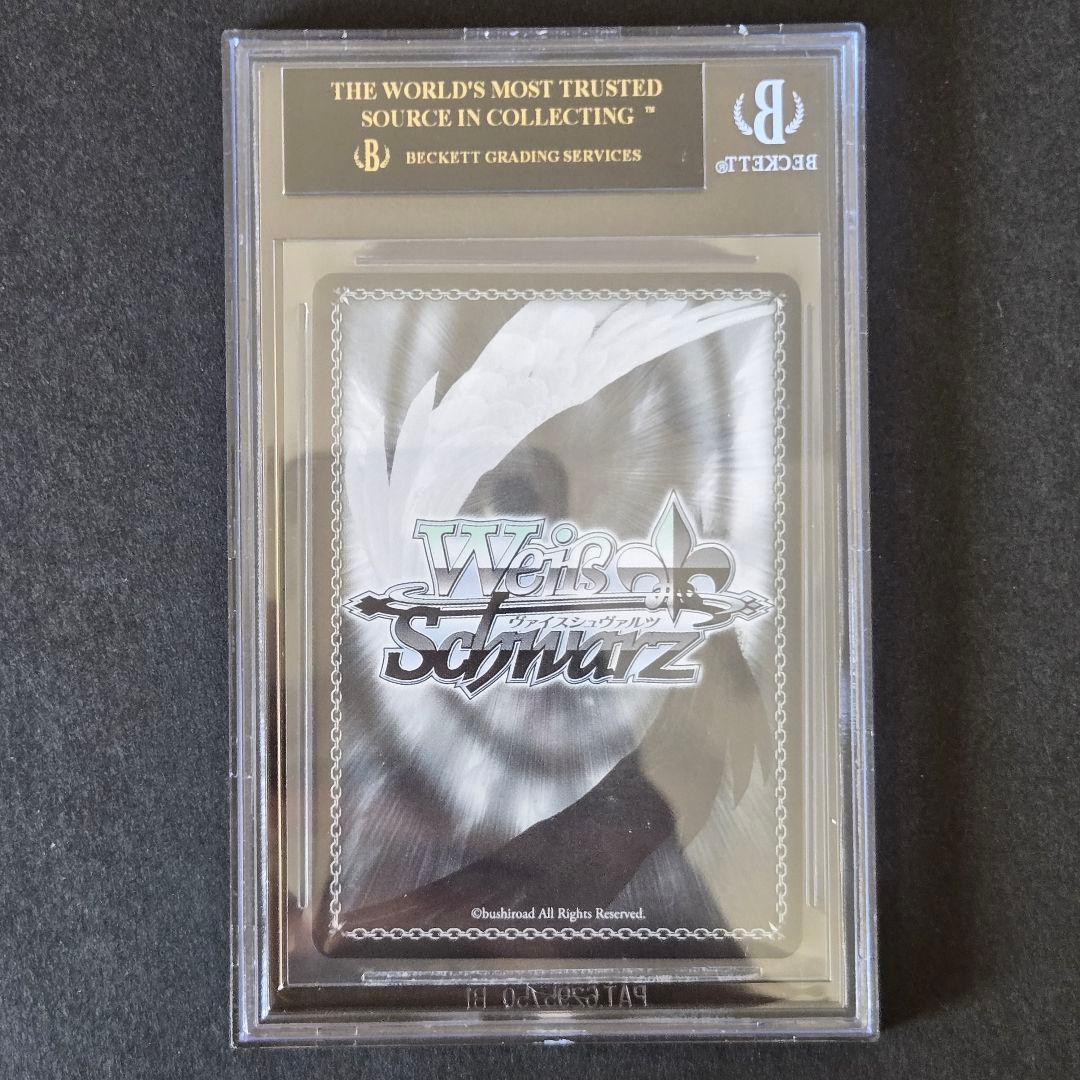 THE WORLD'S MOST TRUSTED
SOURCE IN COLLECTING ™
B BECKETT GRADING SERVICES
B
BECKETT®
Weiß
ヴァイスシュヴァルツ
Schwarz
©bushiroad All Rights Reserved.